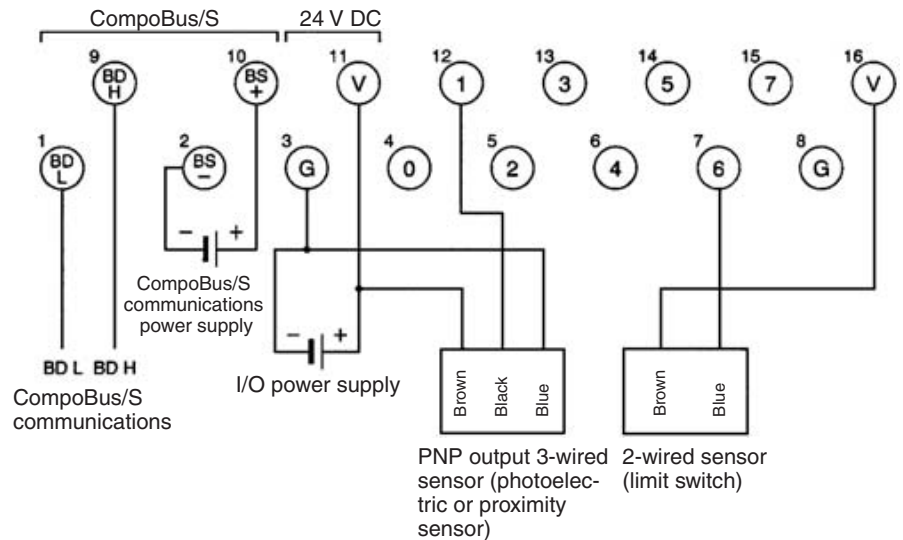 CompoBus/S
24 V DC
9
BD
H
10
BS
+
11
V
12
1
13
3
14
5
15
7
16
V
1
BD
L
2
BS
−
3
G
4
0
5
2
6
4
7
6
8
G
− +
CompoBus/S
communications
power supply
− +
I/O power supply
BD L BD H
CompoBus/S
communications
Brown
Black
Blue
PNP output 3-wired
sensor (photoelec-
tric or proximity
sensor)
Brown
Blue
2-wired sensor
(limit switch)